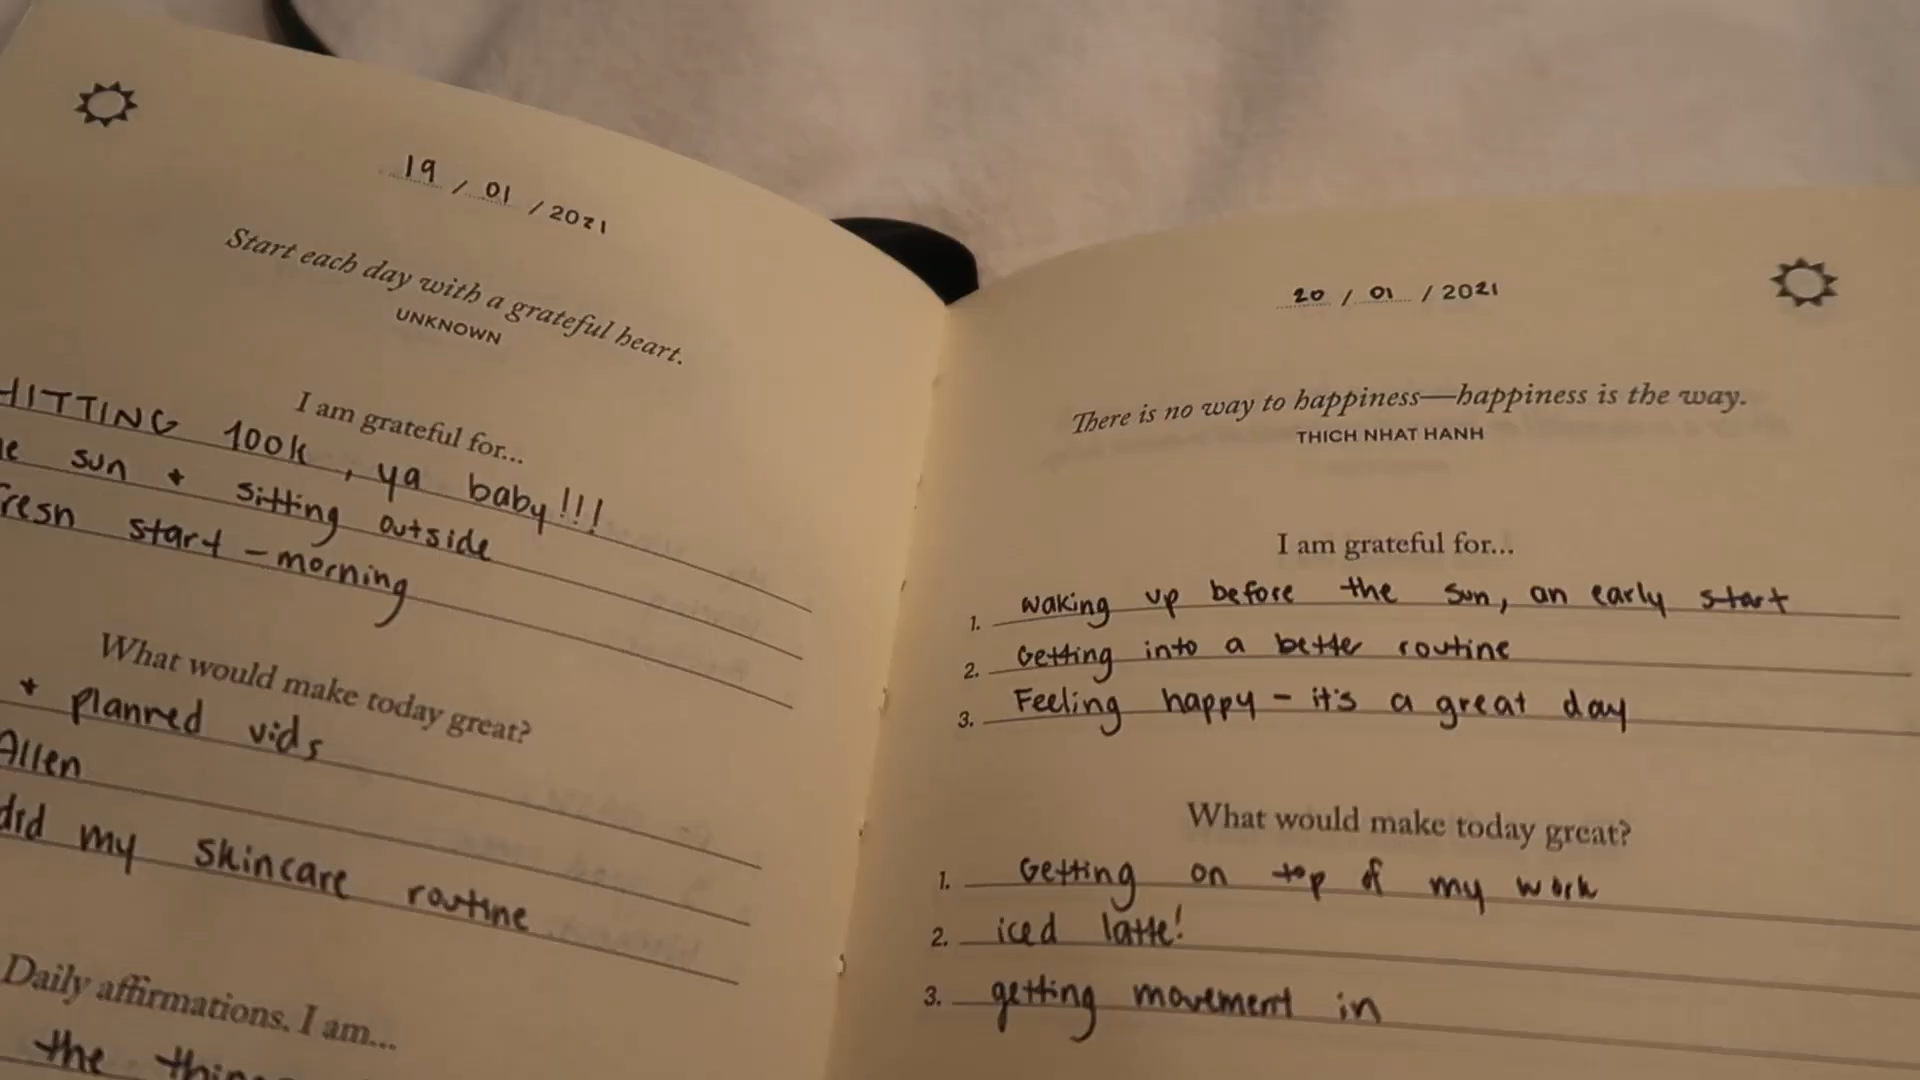 19 / 01 / 2021
Start each day with a grateful heart.
UNKNOWN
I am grateful for...
HITTING 100k, ya baby!!!
sun + sitting outside
fresh start - morning
What would make today great?
+ planned vids
Allen
did my skincare routine
Daily affirmations. I am...
the
20 / 01 / 2021
There is no way to happiness—happiness is the way.
THICH NHAT HANH
I am grateful for...
1. waking up before the sun, an early start
2. Getting into a better routine
3. Feeling happy - it's a great day
What would make today great?
1. Getting on top of my work
2. iced latte!
3. getting movement in